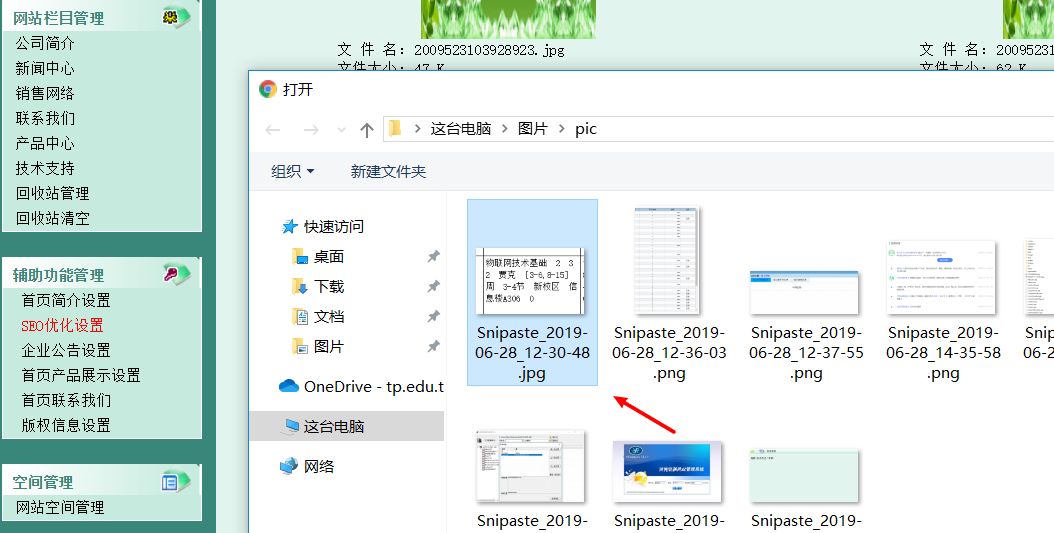 网站栏目管理
公司简介
新闻中心
销售网络
联系我们
产品中心
技术支持
回收站管理
回收站清空
辅助功能管理
首页简介设置
SEO优化设置
企业公告设置
首页产品展示设置
首页联系我们
版权信息设置
空间管理
网站空间管理
文 件 名：2009523103928923.jpg
文件大小：47 K
文 件 名：2009523
文件大小：62 K
打开
这台电脑 > 图片 > pic
组织
新建文件夹
快速访问
桌面
下载
文档
图片
OneDrive - tp.edu.t
这台电脑
网络
物联网技术基础 2 3
2 贾克 [3-6,8-15]
周 3-4节 新校区 信
息楼A306 0
Snipaste_2019-
06-28_12-30-48
.jpg
Snipaste_2019-
06-28_12-36-03
.png
Snipaste_2019-
06-28_12-37-55
.png
Snipaste_2019-
06-28_14-35-58
.png
Snip
06-2
Snipaste_2019-
Snipaste_2019-
Snipaste_2019-